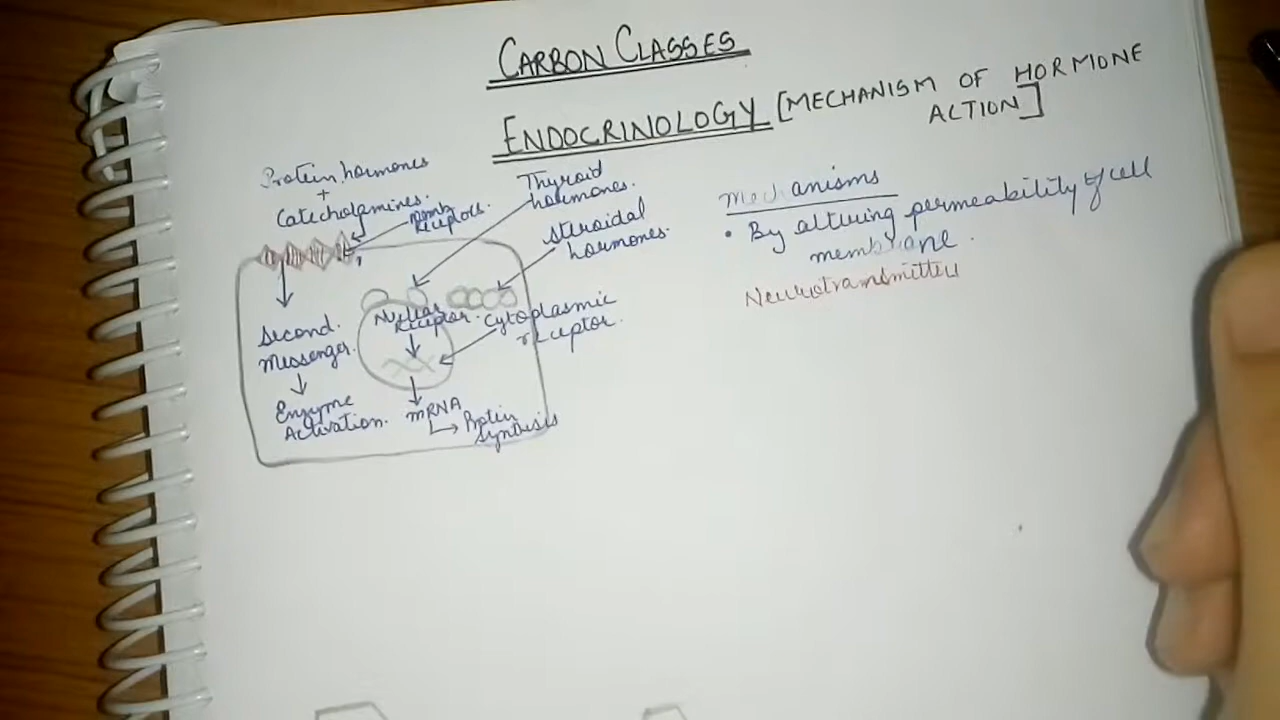 CARBON CLASSES
ENDOCRINOLOGY [MECHANISM OF HORMONE
ACTION]
Protein hormones
+
Catecholamines.
receptors.
Thyroid
hormones.
steroidal
hormones.
Second
Messenger.
Enzyme
Activation.
Nuclear
Receptor.
Cytoplasmic
receptor.
mRNA
Protein
synthesis
Mechanisms
• By altering permeability of cell
membrane.
Neurotransmitter